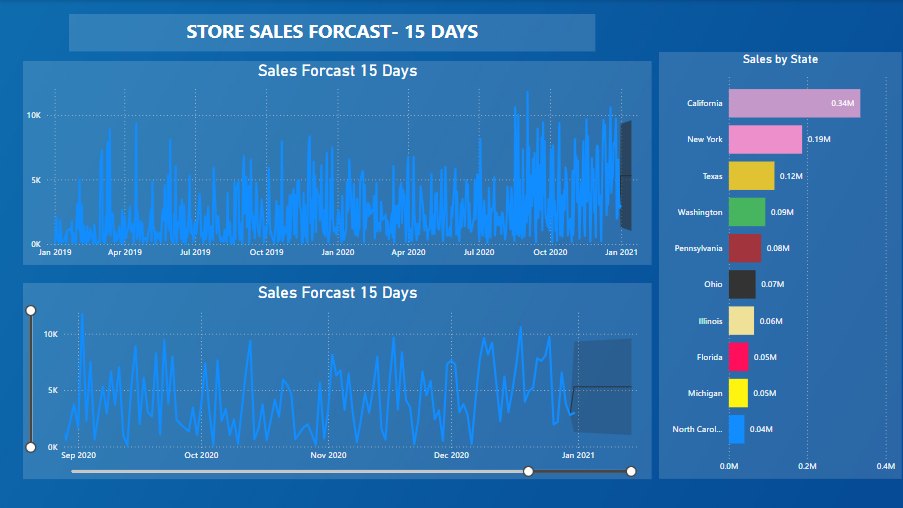 STORE SALES FORCAST- 15 DAYS
Sales Forcast 15 Days
10K
5K
0K
Jan 2019 Apr 2019 Jul 2019 Oct 2019 Jan 2020 Apr 2020 Jul 2020 Oct 2020 Jan 2021
Sales Forcast 15 Days
10K
5K
0K
Sep 2020 Oct 2020 Nov 2020 Dec 2020 Jan 2021
Sales by State
California 0.34M
New York 0.19M
Texas 0.12M
Washington 0.09M
Pennsylvania 0.08M
Ohio 0.07M
Illinois 0.06M
Florida 0.05M
Michigan 0.05M
North Carol... 0.04M
0.0M 0.2M 0.4M